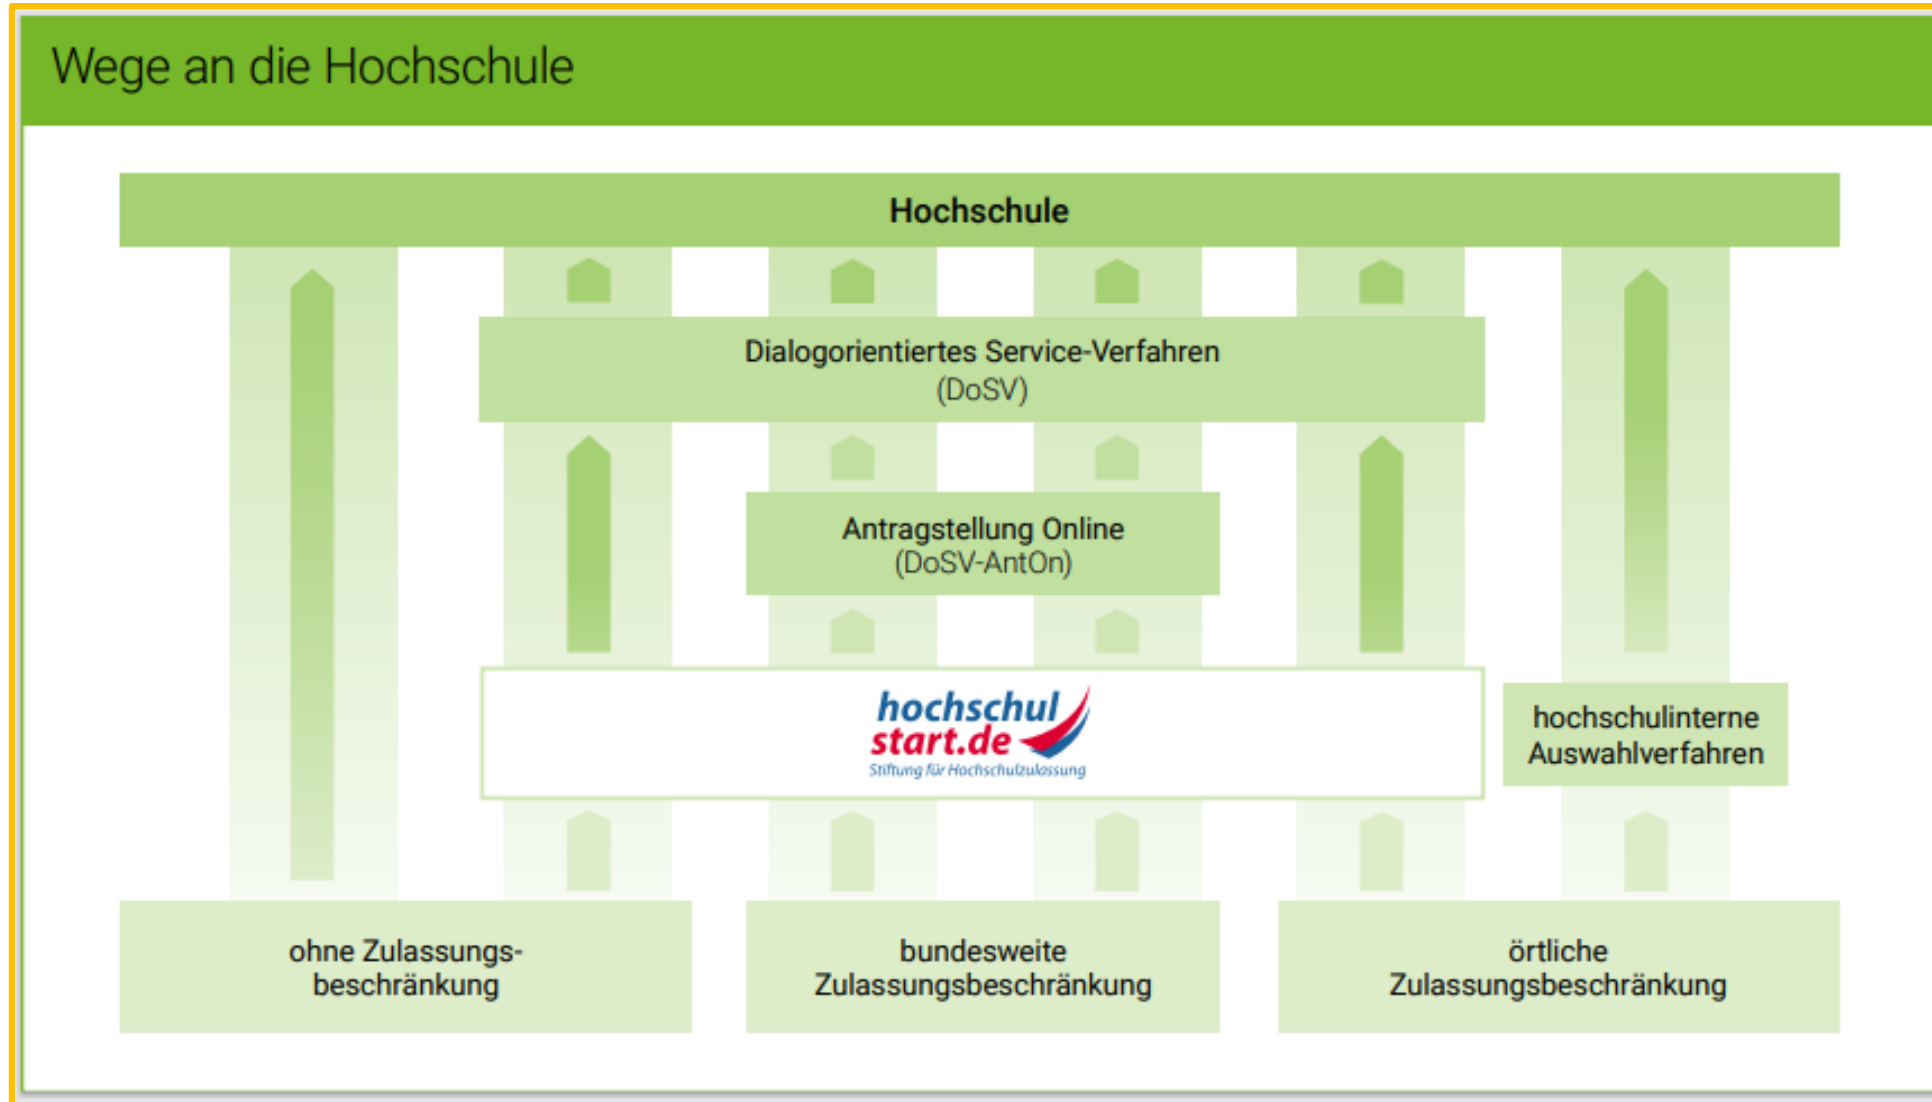 Wege an die Hochschule
Hochschule
Dialogorientiertes Service-Verfahren
(DoSV)
Antragstellung Online
(DoSV-AntOn)
hochschul
start.de
Stiftung für Hochschulzulassung
hochschulinterne
Auswahlverfahren
ohne Zulassungs-
beschränkung
bundesweite
Zulassungsbeschränkung
örtliche
Zulassungsbeschränkung